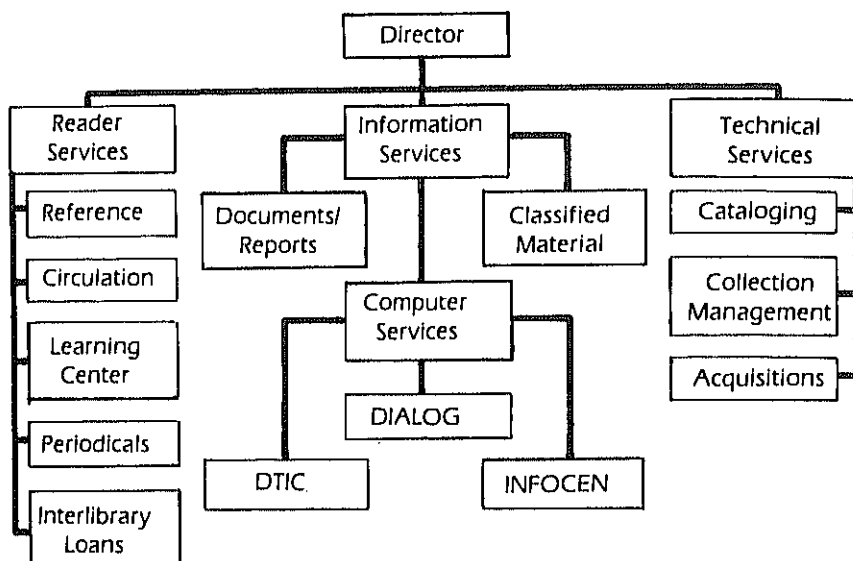 Director
Reader
Services
Information
Services
Technical
Services
Reference
Circulation
Learning
Center
Periodicals
Interlibrary
Loans
Documents/
Reports
Classified
Material
Computer
Services
DIALOG
DTIC
INFOCEN
Cataloging
Collection
Management
Acquisitions